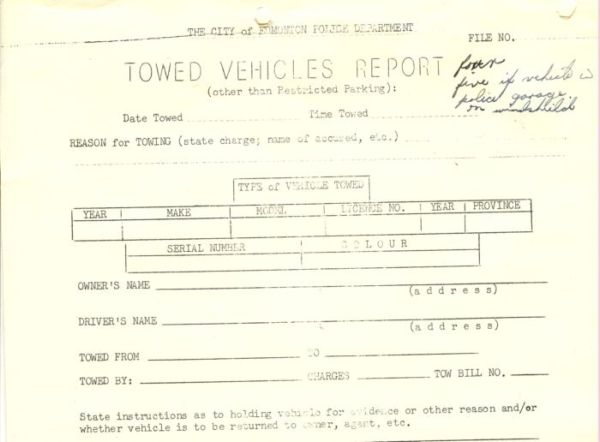 THE CITY of EDMONTON POLICE DEPARTMENT
FILE NO.
TOWED VEHICLES REPORT
(other than Restricted Parking):
four
five if vehicle in
police garage
on windshield
Date Towed Time Towed
REASON for TOWING (state charge; name of accused, etc.)
TYPE of VEHICLE TOWED
YEAR MAKE MODEL LICENCE NO. YEAR PROVINCE
SERIAL NUMBER COLOUR
OWNER'S NAME
(address)
DRIVER'S NAME
(address)
TOWED FROM TO
TOWED BY: CHARGES TOW BILL NO.
State instructions as to holding vehicle for evidence or other reason and/or
whether vehicle is to be returned to owner, agent, etc.